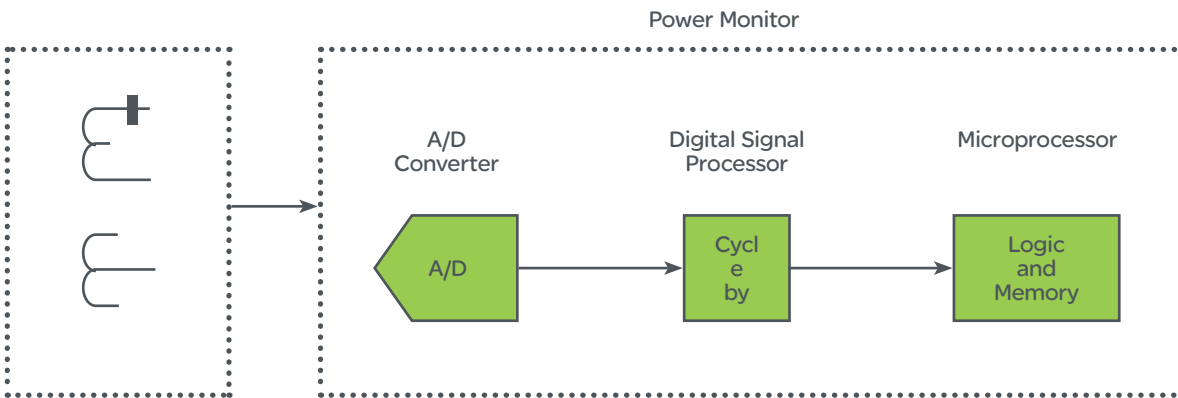 Power Monitor
A/D
Converter
Digital Signal
Processor
Microprocessor
A/D
Cycl
e
by
Logic
and
Memory